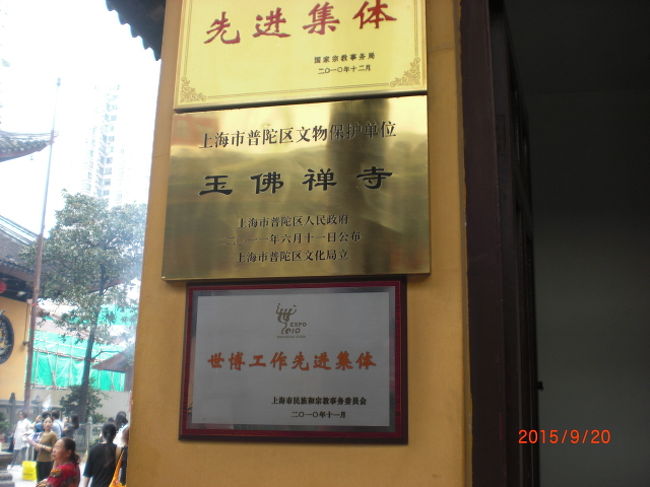 先进集体
国家宗教事务局
二○一○年十二月
上海市普陀区文物保护单位
玉佛禅寺
上海市普陀区人民政府
二○一一年六月十一日公布
上海市普陀区文化局立
EXPO
2010
世博工作先进集体
上海市民族和宗教事务委员会
二○一○年十一月
2015/9/20